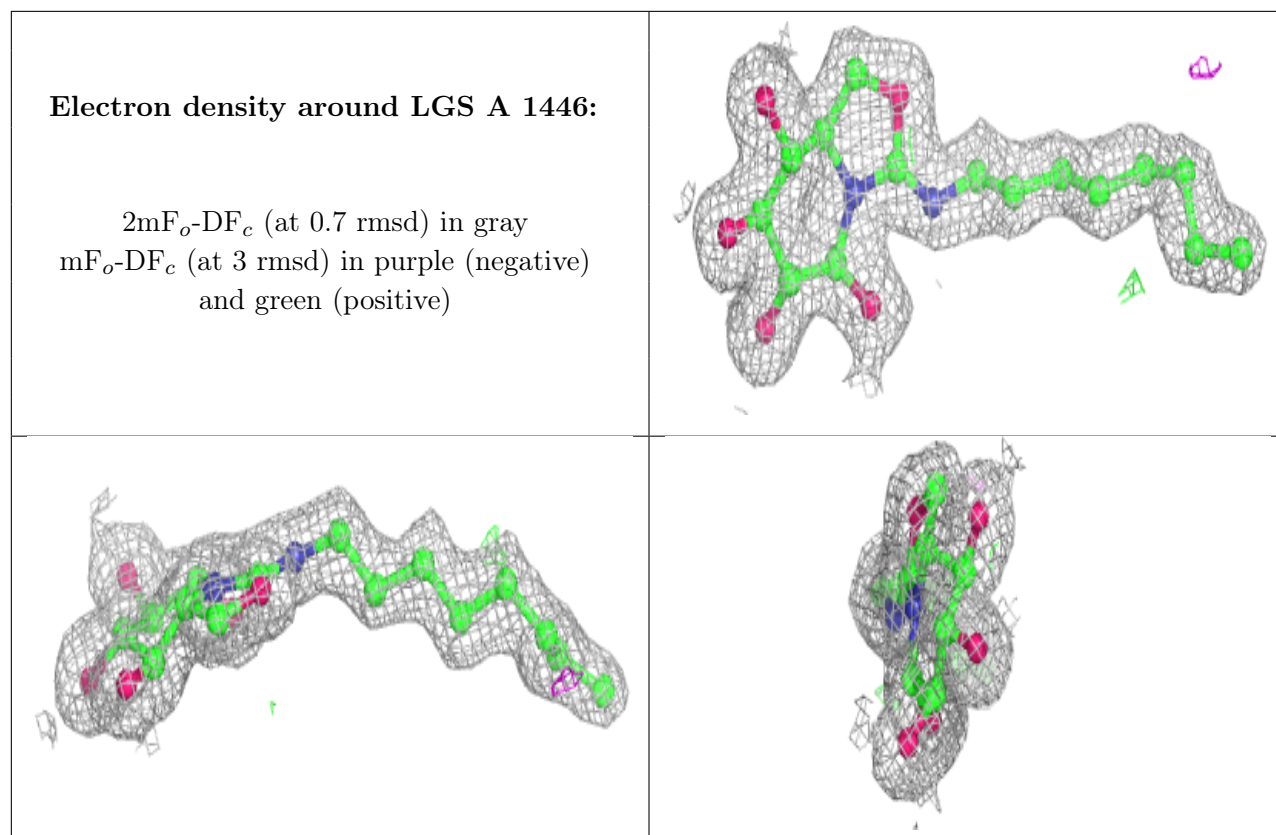 Electron density around LGS A 1446:
2mFₒ-DF𝒸 (at 0.7 rmsd) in gray
mFₒ-DF𝒸 (at 3 rmsd) in purple (negative)
and green (positive)